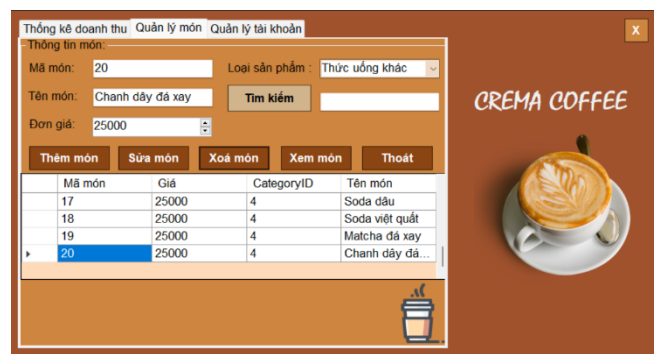 Thống kê doanh thu Quản lý món Quản lý tài khoản
X
Thông tin món:
Mã món: 20 Loại sản phẩm : Thức uống khác
Tên món: Chanh dây đá xay Tìm kiếm
Đơn giá: 25000
CREMA COFFEE
Thêm món Sửa món Xoá món Xem món Thoát
Mã món Giá CategoryID Tên món
17 25000 4 Soda dâu
18 25000 4 Soda việt quất
19 25000 4 Matcha đá xay
20 25000 4 Chanh dây đá...